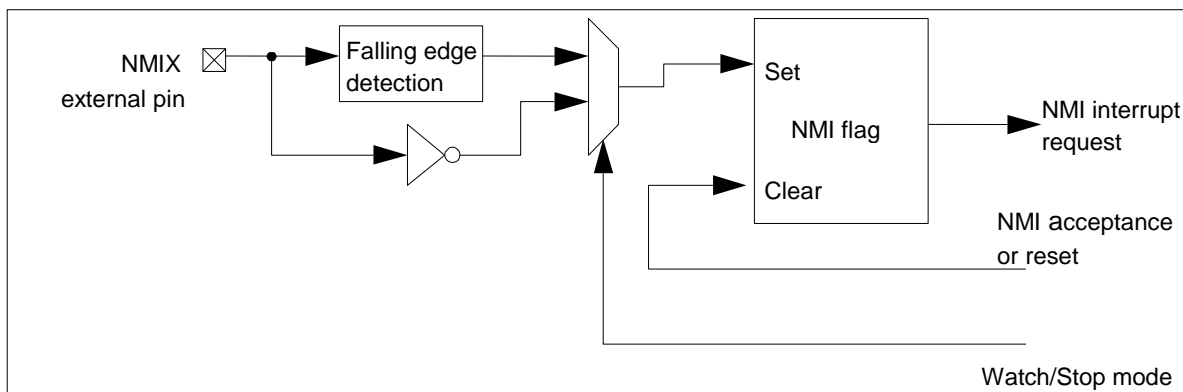 NMIX
external pin
Falling edge
detection
Set
NMI flag
Clear
NMI interrupt
request
NMI acceptance
or reset
Watch/Stop mode